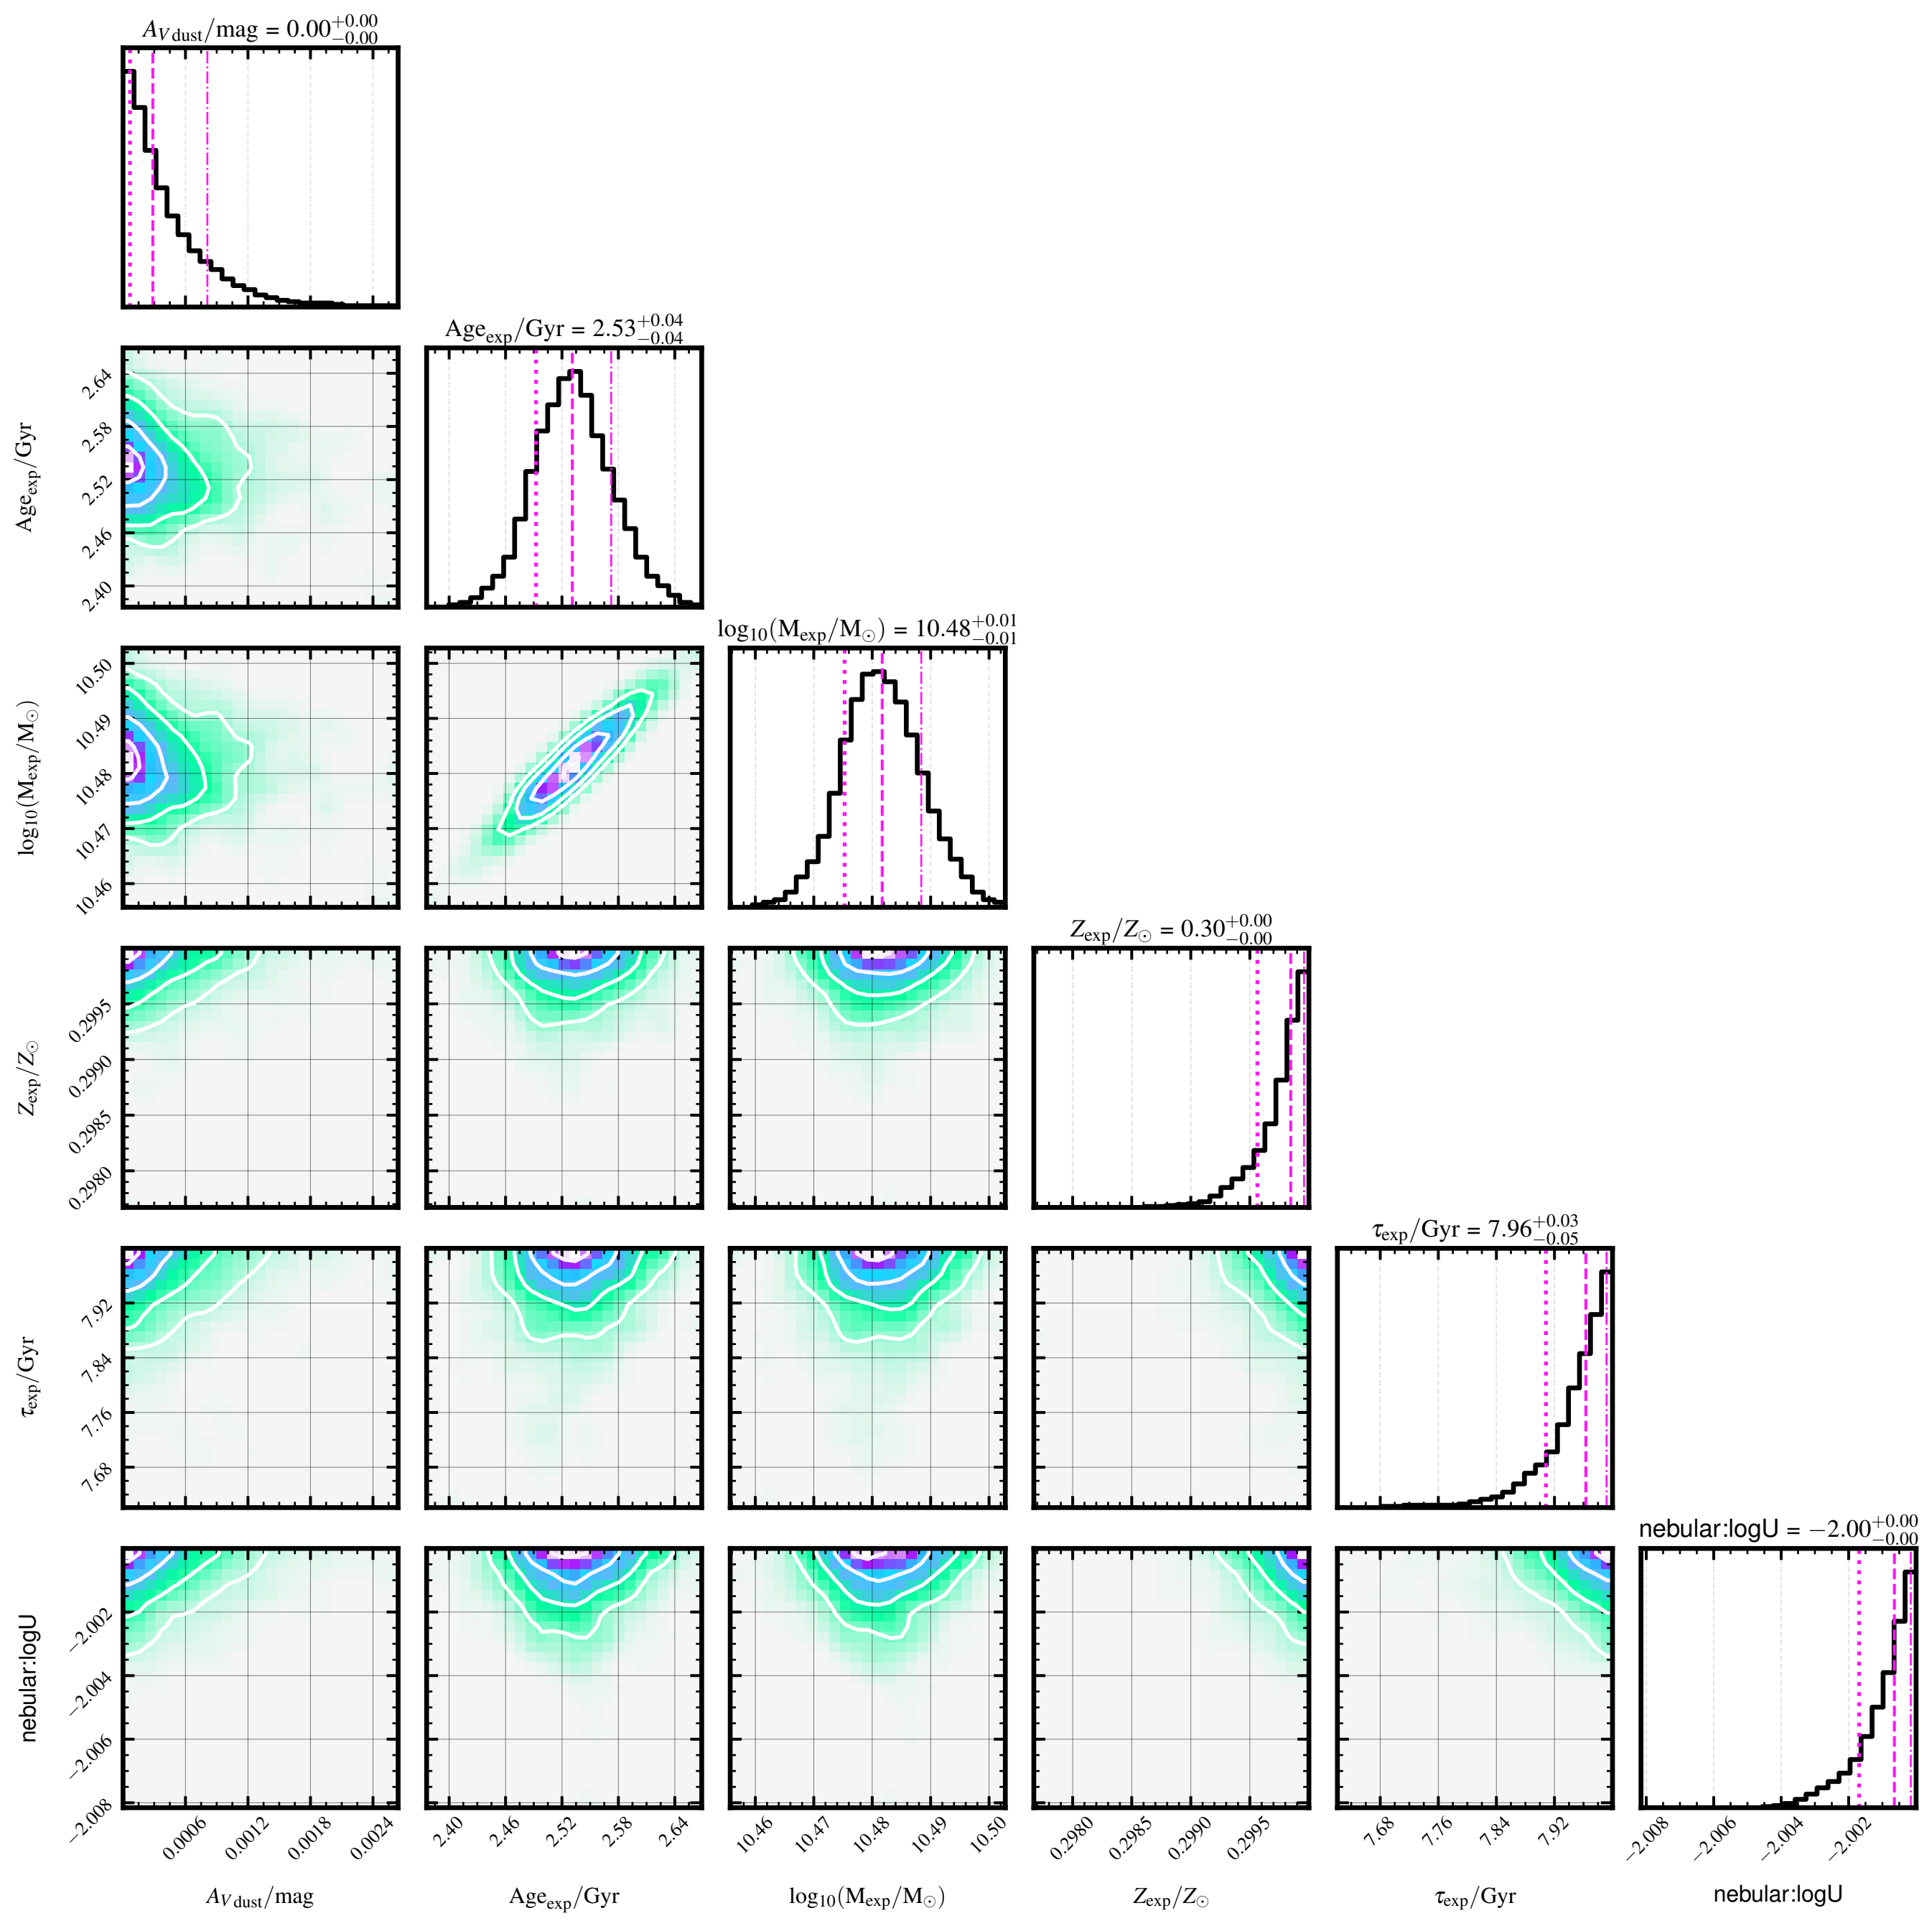 A_V dust/mag = 0.00^{+0.00}_{-0.00}
Age_exp/Gyr = 2.53^{+0.04}_{-0.04}
2.64
2.58
2.52
2.46
2.40
Age_exp/Gyr
log₁₀(M_exp/M_⊙) = 10.48^{+0.01}_{-0.01}
10.50
10.49
10.48
10.47
10.46
log₁₀(M_exp/M_⊙)
Z_exp/Z_⊙ = 0.30^{+0.00}_{-0.00}
0.2995
0.2990
0.2985
0.2980
Z_exp/Z_⊙
τ_exp/Gyr = 7.96^{+0.03}_{-0.05}
7.92
7.84
7.76
7.68
τ_exp/Gyr
nebular:logU = −2.00^{+0.00}_{-0.00}
−2.002
−2.004
−2.006
−2.008
nebular:logU
0.0006 0.0012 0.0018 0.0024
2.40 2.46 2.52 2.58 2.64
10.46 10.47 10.48 10.49 10.50
0.2980 0.2985 0.2990 0.2995
7.68 7.76 7.84 7.92
−2.008 −2.006 −2.004 −2.002
A_V dust/mag
Age_exp/Gyr
log₁₀(M_exp/M_⊙)
Z_exp/Z_⊙
τ_exp/Gyr
nebular:logU